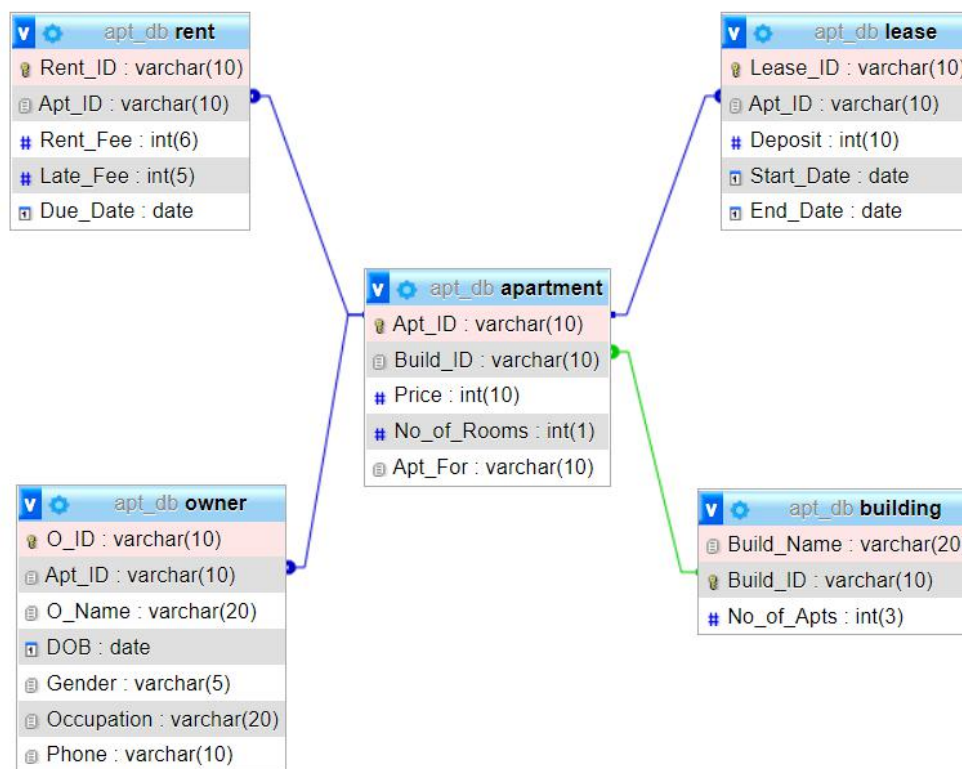 v apt_db rent
Rent_ID : varchar(10)
Apt_ID : varchar(10)
# Rent_Fee : int(6)
# Late_Fee : int(5)
Due_Date : date
v apt_db lease
Lease_ID : varchar(10)
Apt_ID : varchar(10)
# Deposit : int(10)
Start_Date : date
End_Date : date
v apt_db apartment
Apt_ID : varchar(10)
Build_ID : varchar(10)
# Price : int(10)
# No_of_Rooms : int(1)
Apt_For : varchar(10)
v apt_db owner
O_ID : varchar(10)
Apt_ID : varchar(10)
O_Name : varchar(20)
DOB : date
Gender : varchar(5)
Occupation : varchar(20)
Phone : varchar(10)
v apt_db building
Build_Name : varchar(20
Build_ID : varchar(10)
# No_of_Apts : int(3)